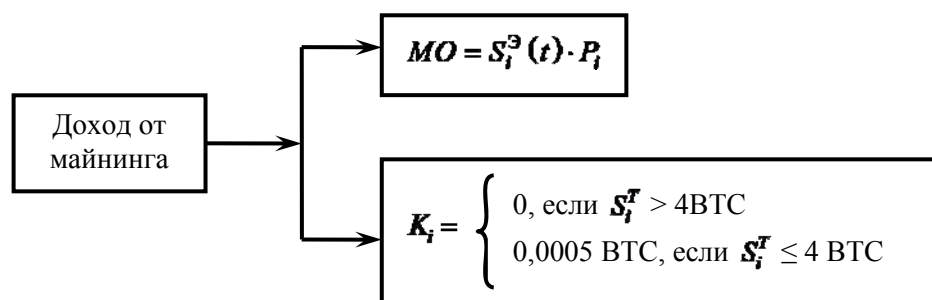 MO = S_i^Э (t) · P_i
Доход от
майнинга
K_i = { 0, если S_i^T > 4BTC
0,0005 BTC, если S_i^T ≤ 4 BTC